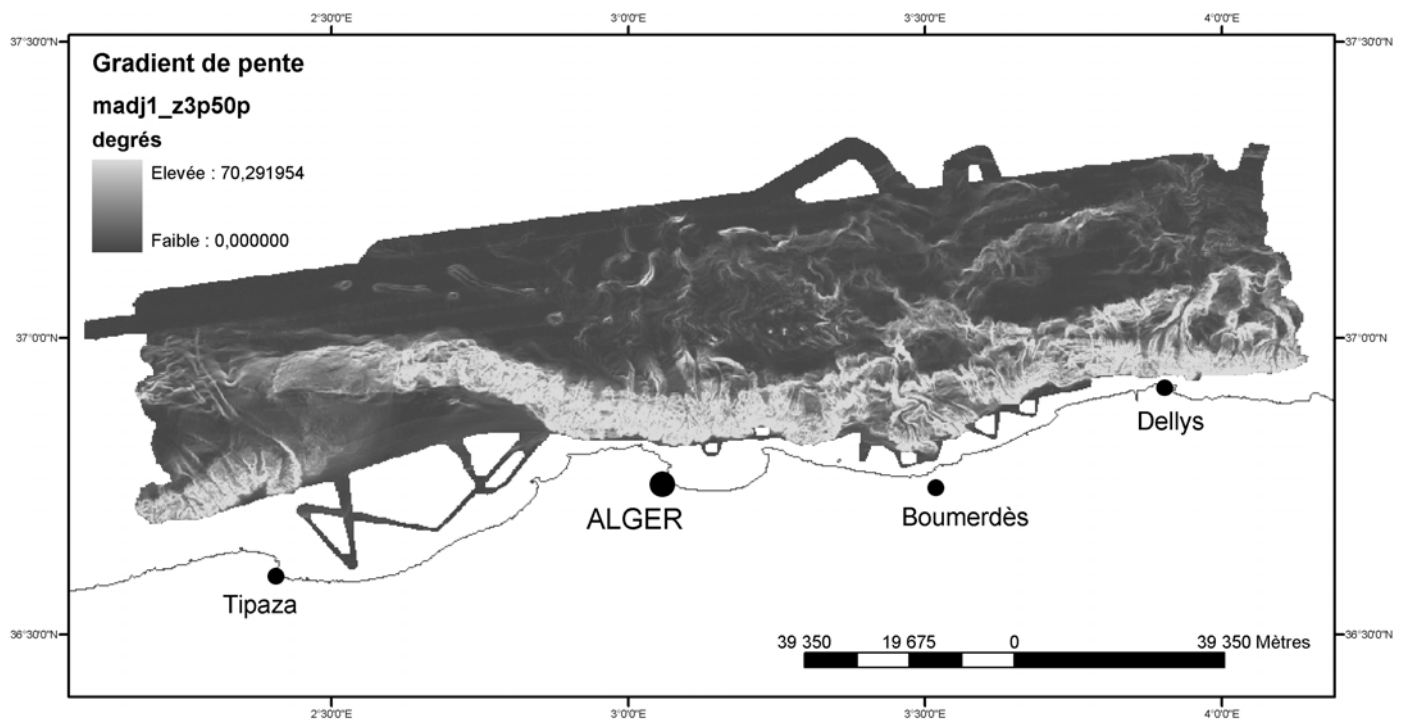 2°30'0"E 3°0'0"E 3°30'0"E 4°0'0"E
37°30'0"N 37°30'0"N
Gradient de pente
madj1_z3p50p
degrés
Elevée : 70,291954
Faible : 0,000000
37°0'0"N 37°0'0"N
Dellys
ALGER
Boumerdès
Tipaza
36°30'0"N 36°30'0"N
39 350 19 675 0 39 350 Mètres
2°30'0"E 3°0'0"E 3°30'0"E 4°0'0"E